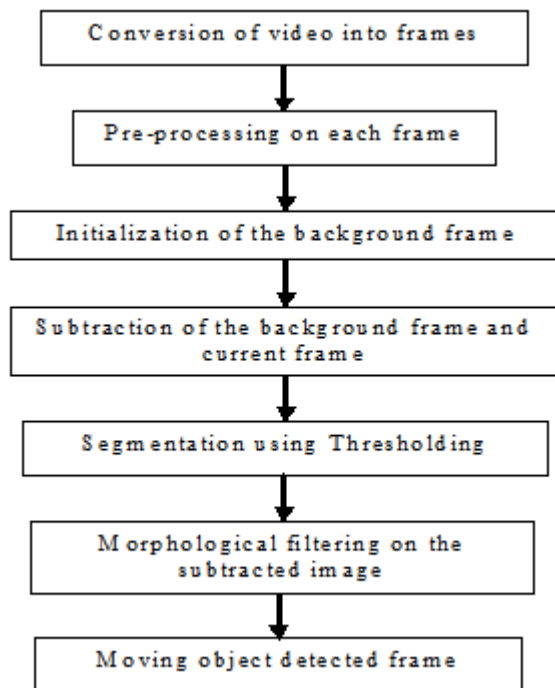 Conversion of video into frames
Pre-processing on each frame
Initialization of the background frame
Subtraction of the background frame and
current frame
Segmentation using Thresholding
Morphological filtering on the
subtracted image
Moving object detected frame